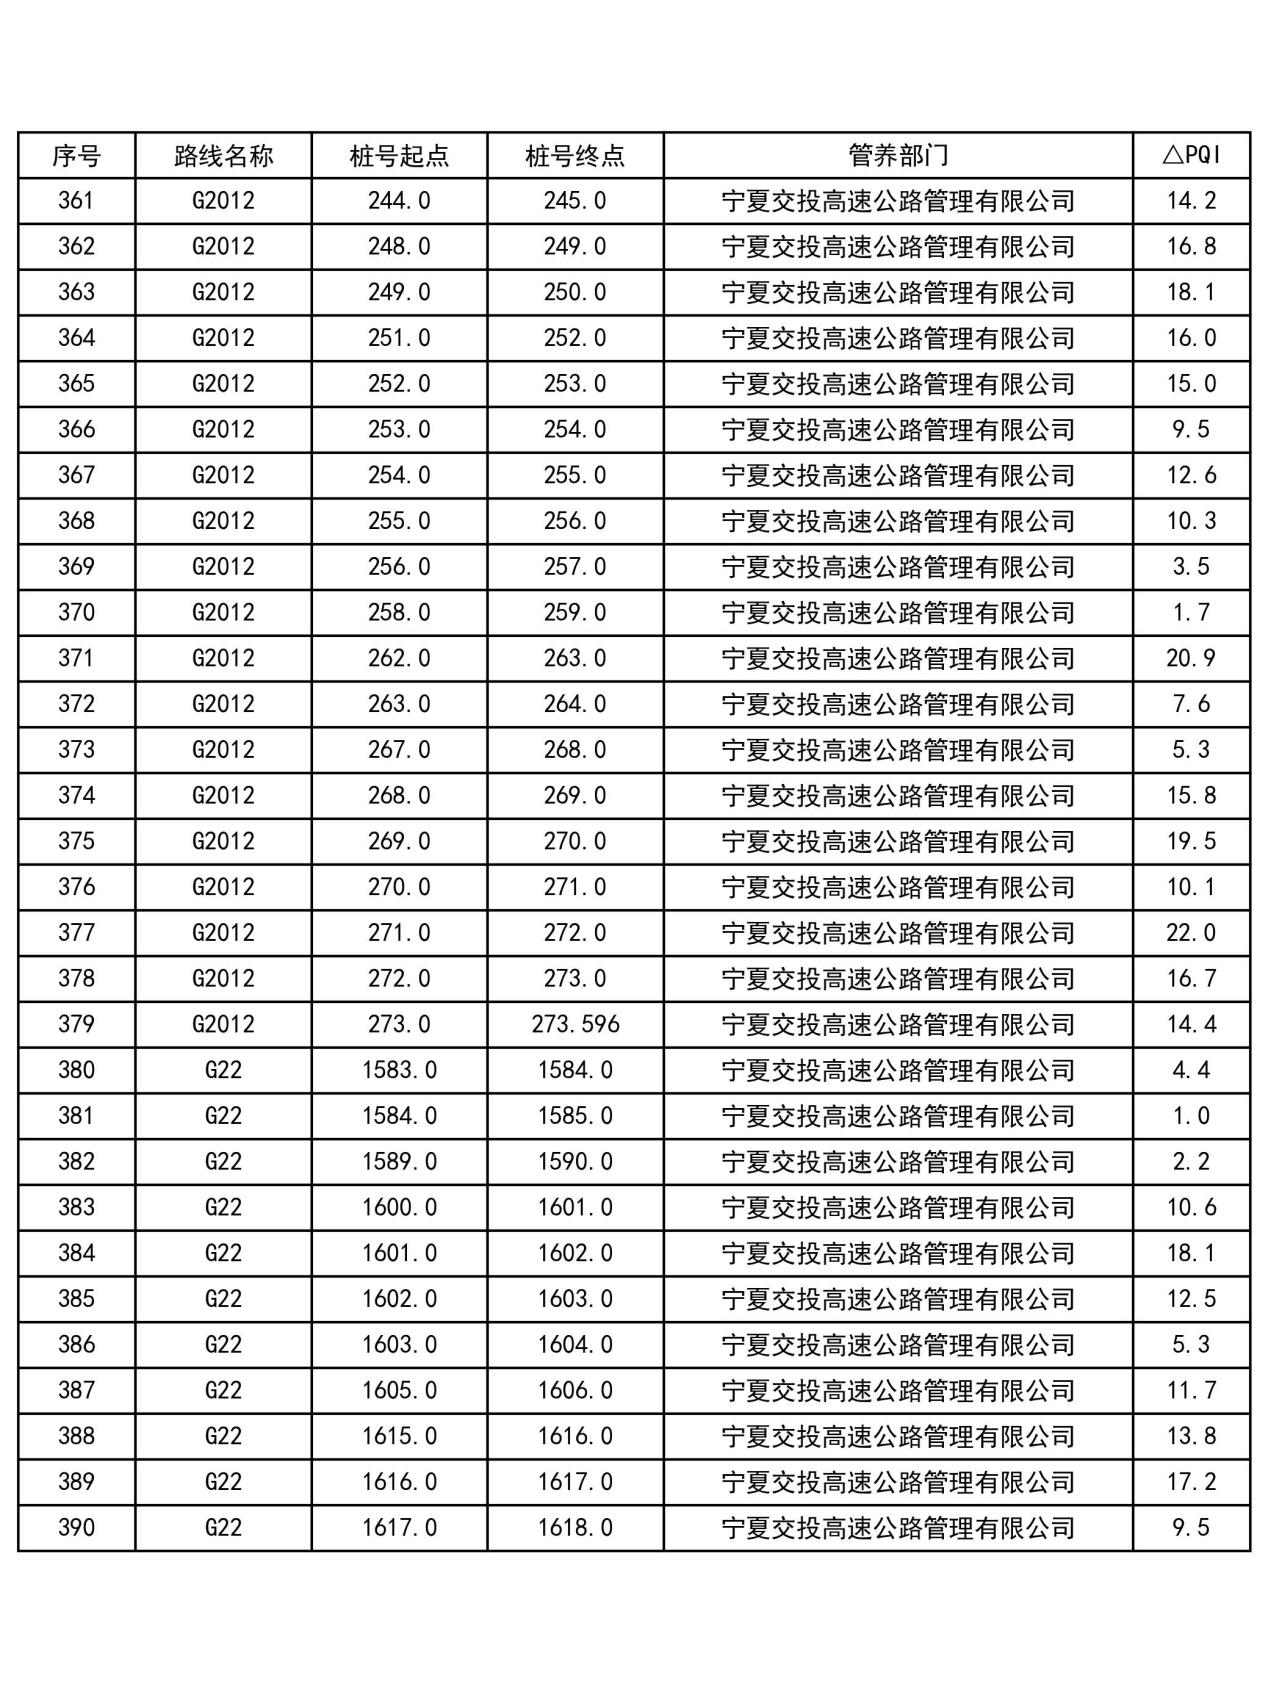 序号 路线名称 桩号起点 桩号终点 管养部门 △PQI
361 G2012 244.0 245.0 宁夏交投高速公路管理有限公司 14.2
362 G2012 248.0 249.0 宁夏交投高速公路管理有限公司 16.8
363 G2012 249.0 250.0 宁夏交投高速公路管理有限公司 18.1
364 G2012 251.0 252.0 宁夏交投高速公路管理有限公司 16.0
365 G2012 252.0 253.0 宁夏交投高速公路管理有限公司 15.0
366 G2012 253.0 254.0 宁夏交投高速公路管理有限公司 9.5
367 G2012 254.0 255.0 宁夏交投高速公路管理有限公司 12.6
368 G2012 255.0 256.0 宁夏交投高速公路管理有限公司 10.3
369 G2012 256.0 257.0 宁夏交投高速公路管理有限公司 3.5
370 G2012 258.0 259.0 宁夏交投高速公路管理有限公司 1.7
371 G2012 262.0 263.0 宁夏交投高速公路管理有限公司 20.9
372 G2012 263.0 264.0 宁夏交投高速公路管理有限公司 7.6
373 G2012 267.0 268.0 宁夏交投高速公路管理有限公司 5.3
374 G2012 268.0 269.0 宁夏交投高速公路管理有限公司 15.8
375 G2012 269.0 270.0 宁夏交投高速公路管理有限公司 19.5
376 G2012 270.0 271.0 宁夏交投高速公路管理有限公司 10.1
377 G2012 271.0 272.0 宁夏交投高速公路管理有限公司 22.0
378 G2012 272.0 273.0 宁夏交投高速公路管理有限公司 16.7
379 G2012 273.0 273.596 宁夏交投高速公路管理有限公司 14.4
380 G22 1583.0 1584.0 宁夏交投高速公路管理有限公司 4.4
381 G22 1584.0 1585.0 宁夏交投高速公路管理有限公司 1.0
382 G22 1589.0 1590.0 宁夏交投高速公路管理有限公司 2.2
383 G22 1600.0 1601.0 宁夏交投高速公路管理有限公司 10.6
384 G22 1601.0 1602.0 宁夏交投高速公路管理有限公司 18.1
385 G22 1602.0 1603.0 宁夏交投高速公路管理有限公司 12.5
386 G22 1603.0 1604.0 宁夏交投高速公路管理有限公司 5.3
387 G22 1605.0 1606.0 宁夏交投高速公路管理有限公司 11.7
388 G22 1615.0 1616.0 宁夏交投高速公路管理有限公司 13.8
389 G22 1616.0 1617.0 宁夏交投高速公路管理有限公司 17.2
390 G22 1617.0 1618.0 宁夏交投高速公路管理有限公司 9.5